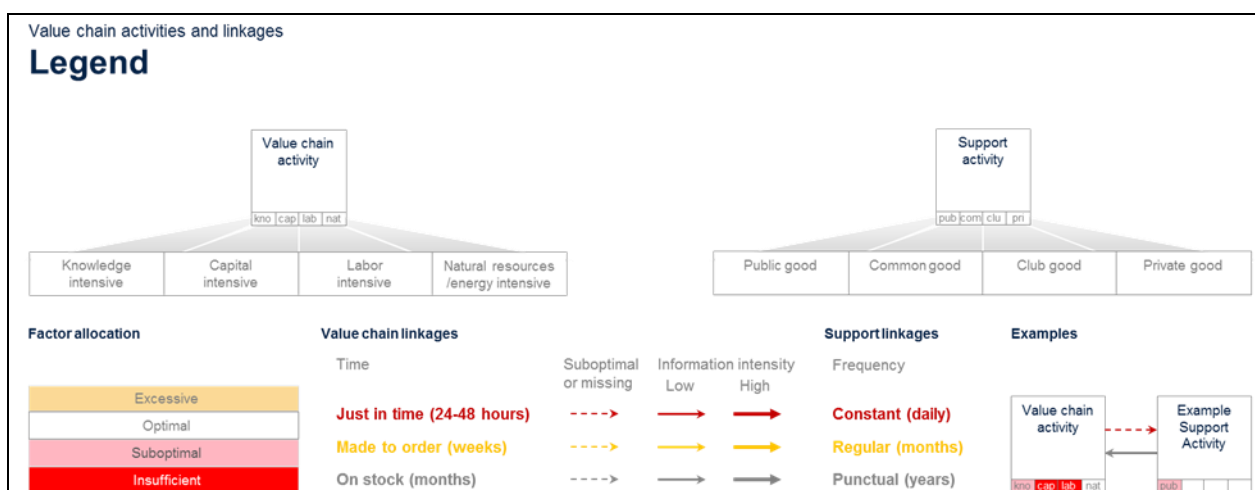 Value chain activities and linkages
Legend
Value chain
activity
kno cap lab nat
Support
activity
pub com clu pri
Knowledge
intensive
Capital
intensive
Labor
intensive
Natural resources
/energy intensive
Public good
Common good
Club good
Private good
Factor allocation
Excessive
Optimal
Suboptimal
Insufficient
Value chain linkages
Time
Suboptimal
or missing
Information intensity
Low High
Just in time (24-48 hours)
Made to order (weeks)
On stock (months)
Support linkages
Frequency
Constant (daily)
Regular (months)
Punctual (years)
Examples
Value chain
activity
kno cap lab nat
Example
Support
Activity
pub